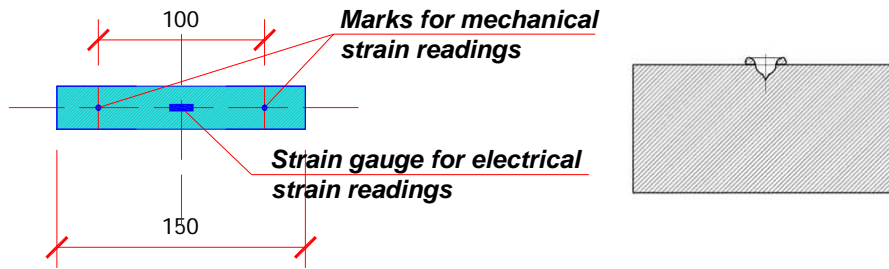 100
Marks for mechanical
strain readings
Strain gauge for electrical
strain readings
150